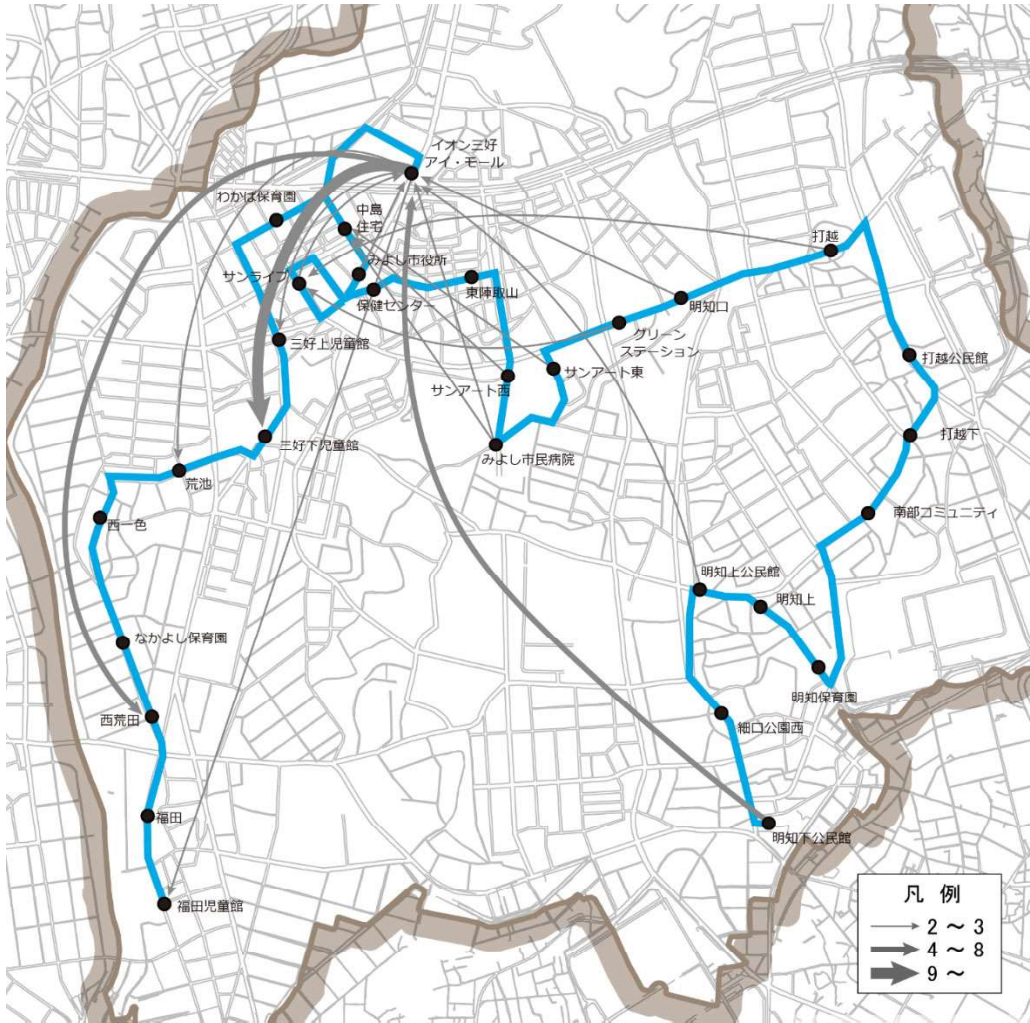 イオン三好
アイ・モール
わかば保育園
中島
住宅
みよし市役所
サンライブ
保健センター
東陣取山
打越
明知口
グリーン
ステーション
三好上児童館
打越公民館
サンアート西
サンアート東
三好下児童館
みよし市民病院
打越下
荒池
西一色
南部コミュニティ
明知上公民館
明知上
なかよし保育園
明知保育園
西荒田
細口公園西
福田
明知下公民館
福田児童館
凡 例
2 ～ 3
4 ～ 8
9 ～